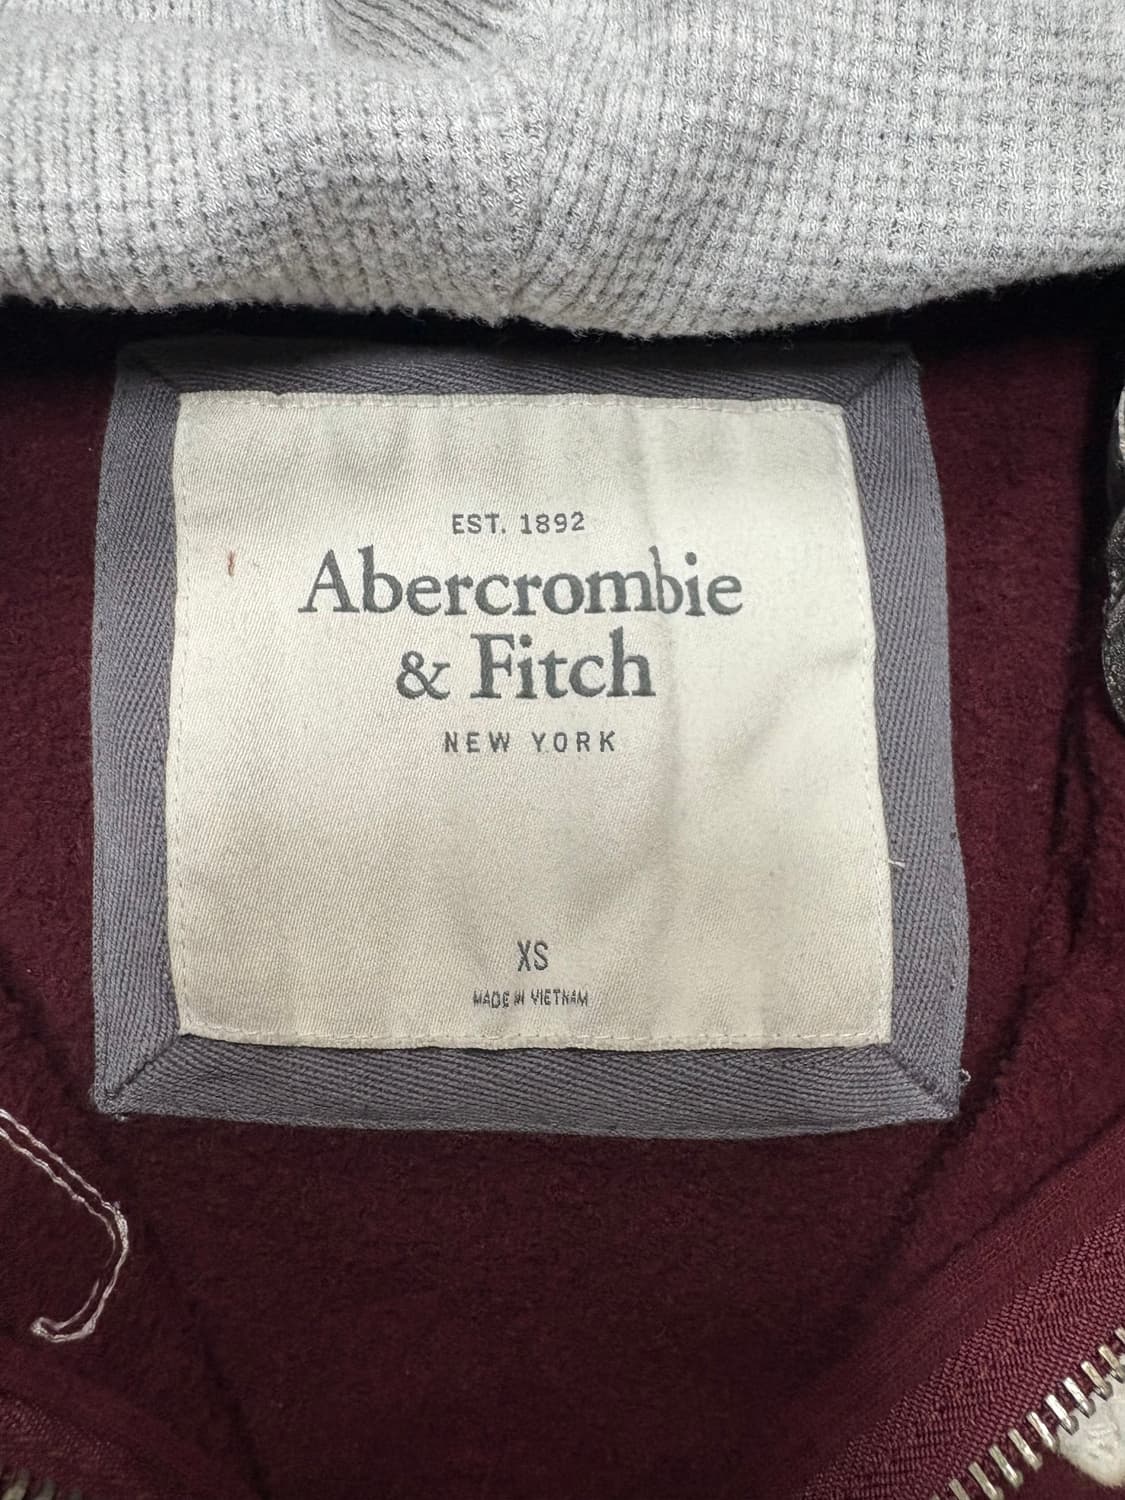 EST. 1892
Abercrombie
& Fitch
NEW YORK
XS
MADE IN VIETNAM